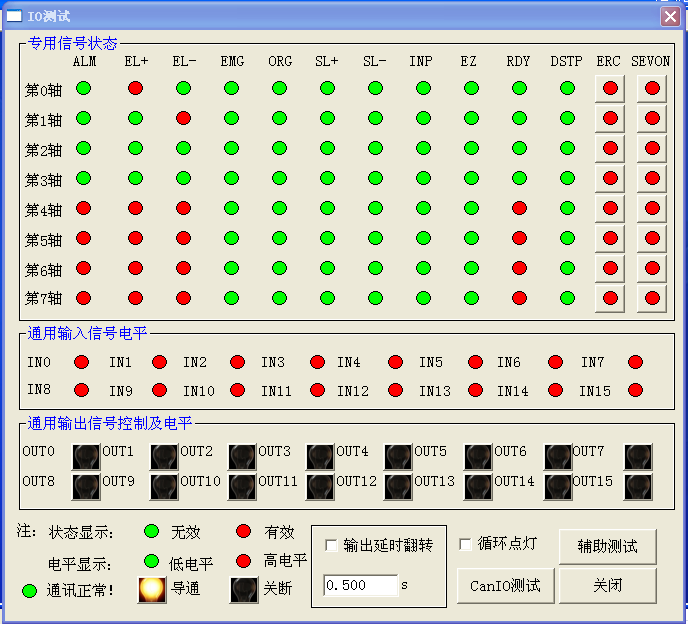 IO测试
专用信号状态
ALM EL+ EL- EMG ORG SL+ SL- INP EZ RDY DSTP ERC SEVON
第0轴
第1轴
第2轴
第3轴
第4轴
第5轴
第6轴
第7轴
通用输入信号电平
IN0 IN1 IN2 IN3 IN4 IN5 IN6 IN7
IN8 IN9 IN10 IN11 IN12 IN13 IN14 IN15
通用输出信号控制及电平
OUT0 OUT1 OUT2 OUT3 OUT4 OUT5 OUT6 OUT7
OUT8 OUT9 OUT10 OUT11 OUT12 OUT13 OUT14 OUT15
注: 状态显示: 无效 有效 输出延时翻转 循环点灯 辅助测试
电平显示: 低电平 高电平
通讯正常! 导通 关断 0.500 s CanIO测试 关闭